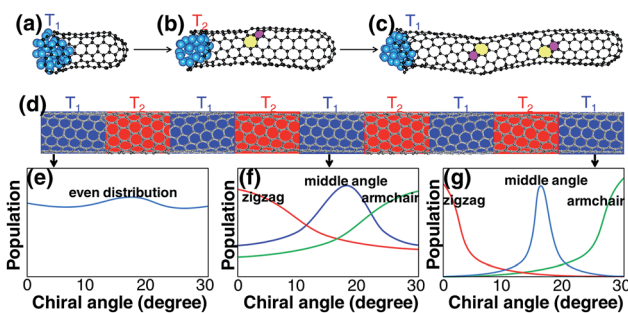 (a) T1 (b) T2 (c) T1
(d) T1 T2 T1 T2 T1 T2 T1 T2 T1
(e) even distribution
Population
0 10 20 30
Chiral angle (degree)
(f) middle angle
zigzag armchair
0 10 20 30
Chiral angle (degree)
(g) middle angle
zigzag armchair
Population
0 10 20 30
Chiral angle (degree)
Population